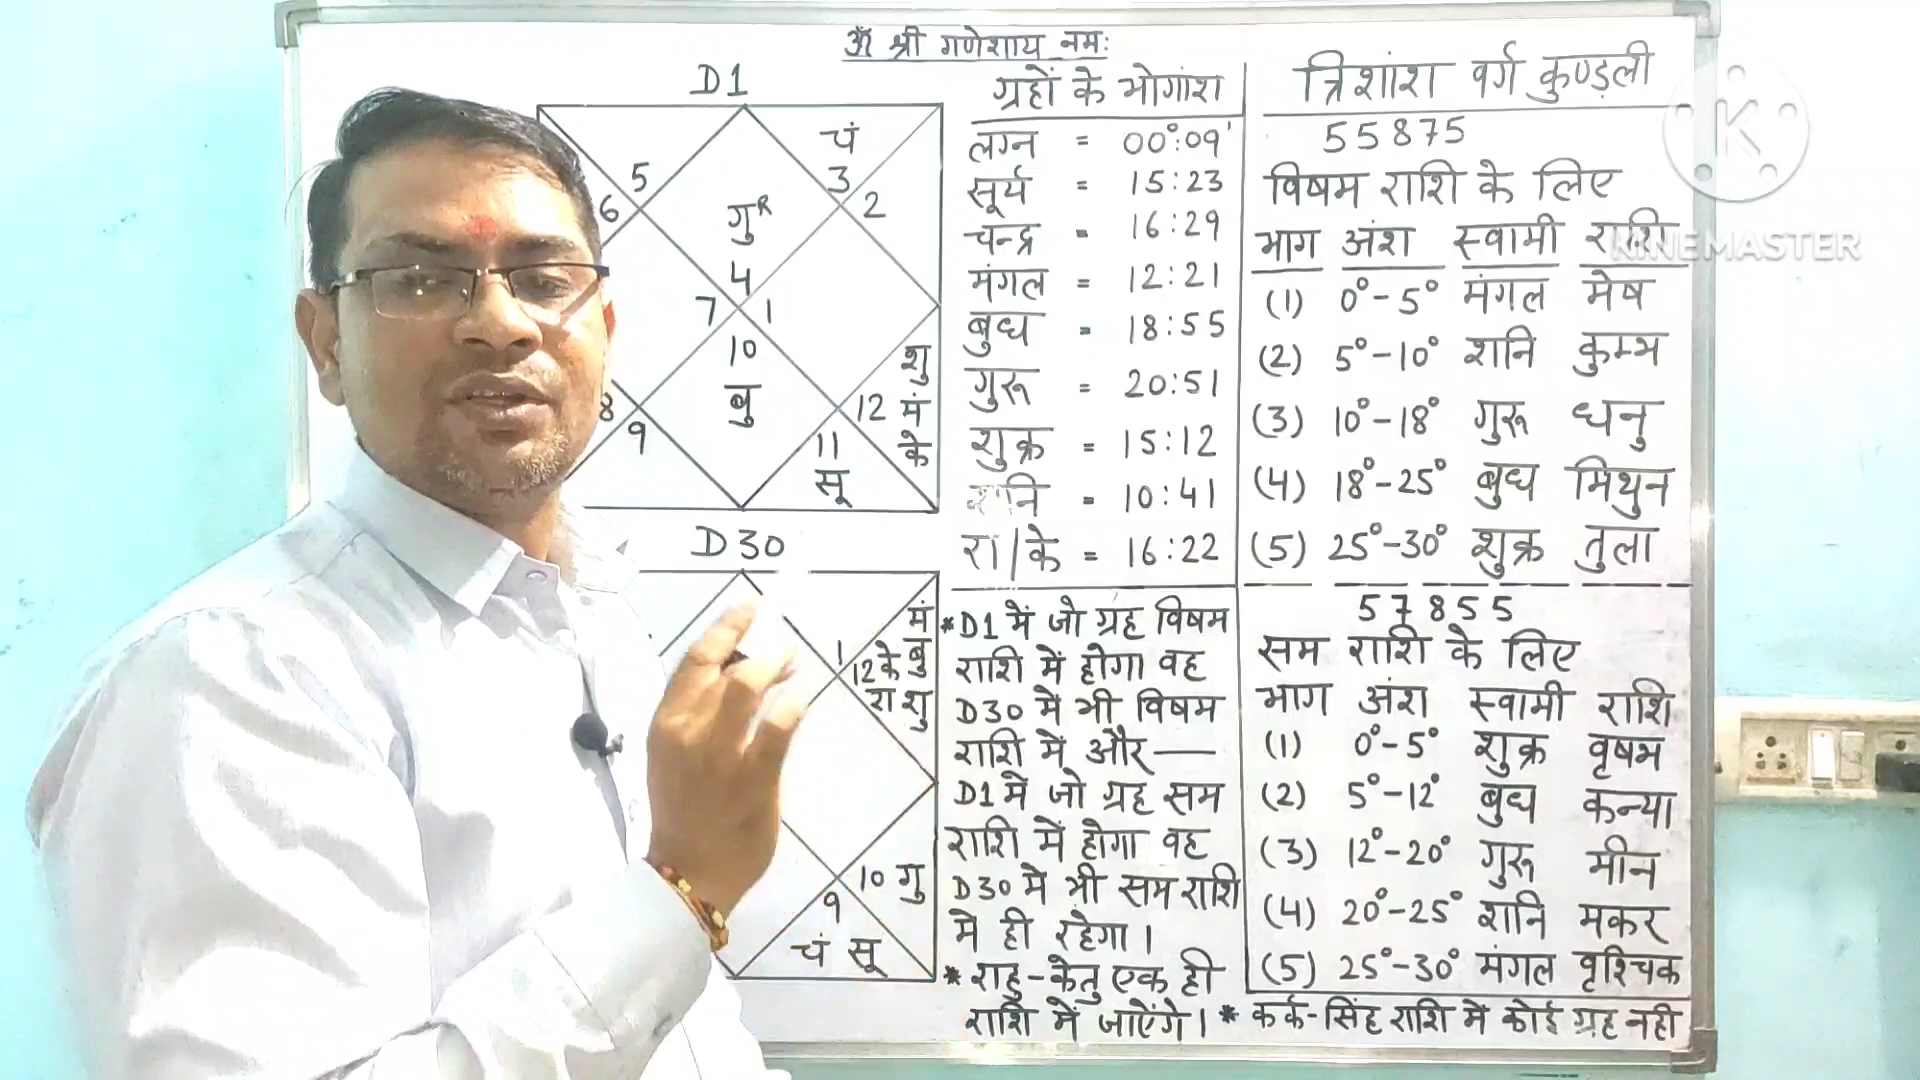 ॐ श्री गणेशाय नमः
D1
5
6
गु R
4
चं
3
2
7
1
10
बु
8
9
11
सू
12
शु
मं
के
D30
1
12 के
रा
मं
बु
शु
10 गु
9
चं सू
ग्रहों के भोगांश
लग्न = 00°:09'
सूर्य = 15:23
चन्द्र = 16:29
मंगल = 12:21
बुध = 18:55
गुरू = 20:51
शुक्र = 15:12
शनि = 10:41
रा/के = 16:22
*D1 में जो ग्रह विषम
राशि में होगा वह
D30 में भी विषम
राशि में और —
D1 में जो ग्रह सम
राशि में होगा वह
D30 मे भी सम राशि
मे ही रहेगा।
* राहु-केतु एक ही
राशि में जाऐंगे।
त्रिशांश वर्ग कुण्ड़ली
55875
विषम राशि के लिए
भाग अंश स्वामी राशि
(1) 0°-5° मंगल मेष
(2) 5°-10° शनि कुम्भ
(3) 10°-18° गुरू धनु
(4) 18°-25° बुध मिथुन
(5) 25°-30° शुक्र तुला
57855
सम राशि के लिए
भाग अंश स्वामी राशि
(1) 0°-5° शुक्र वृषभ
(2) 5°-12° बुध कन्या
(3) 12°-20° गुरू मीन
(4) 20°-25° शनि मकर
(5) 25°-30° मंगल वृश्चिक
* कर्क-सिंह राशि में कोई ग्रह नही
K
KINEMASTER